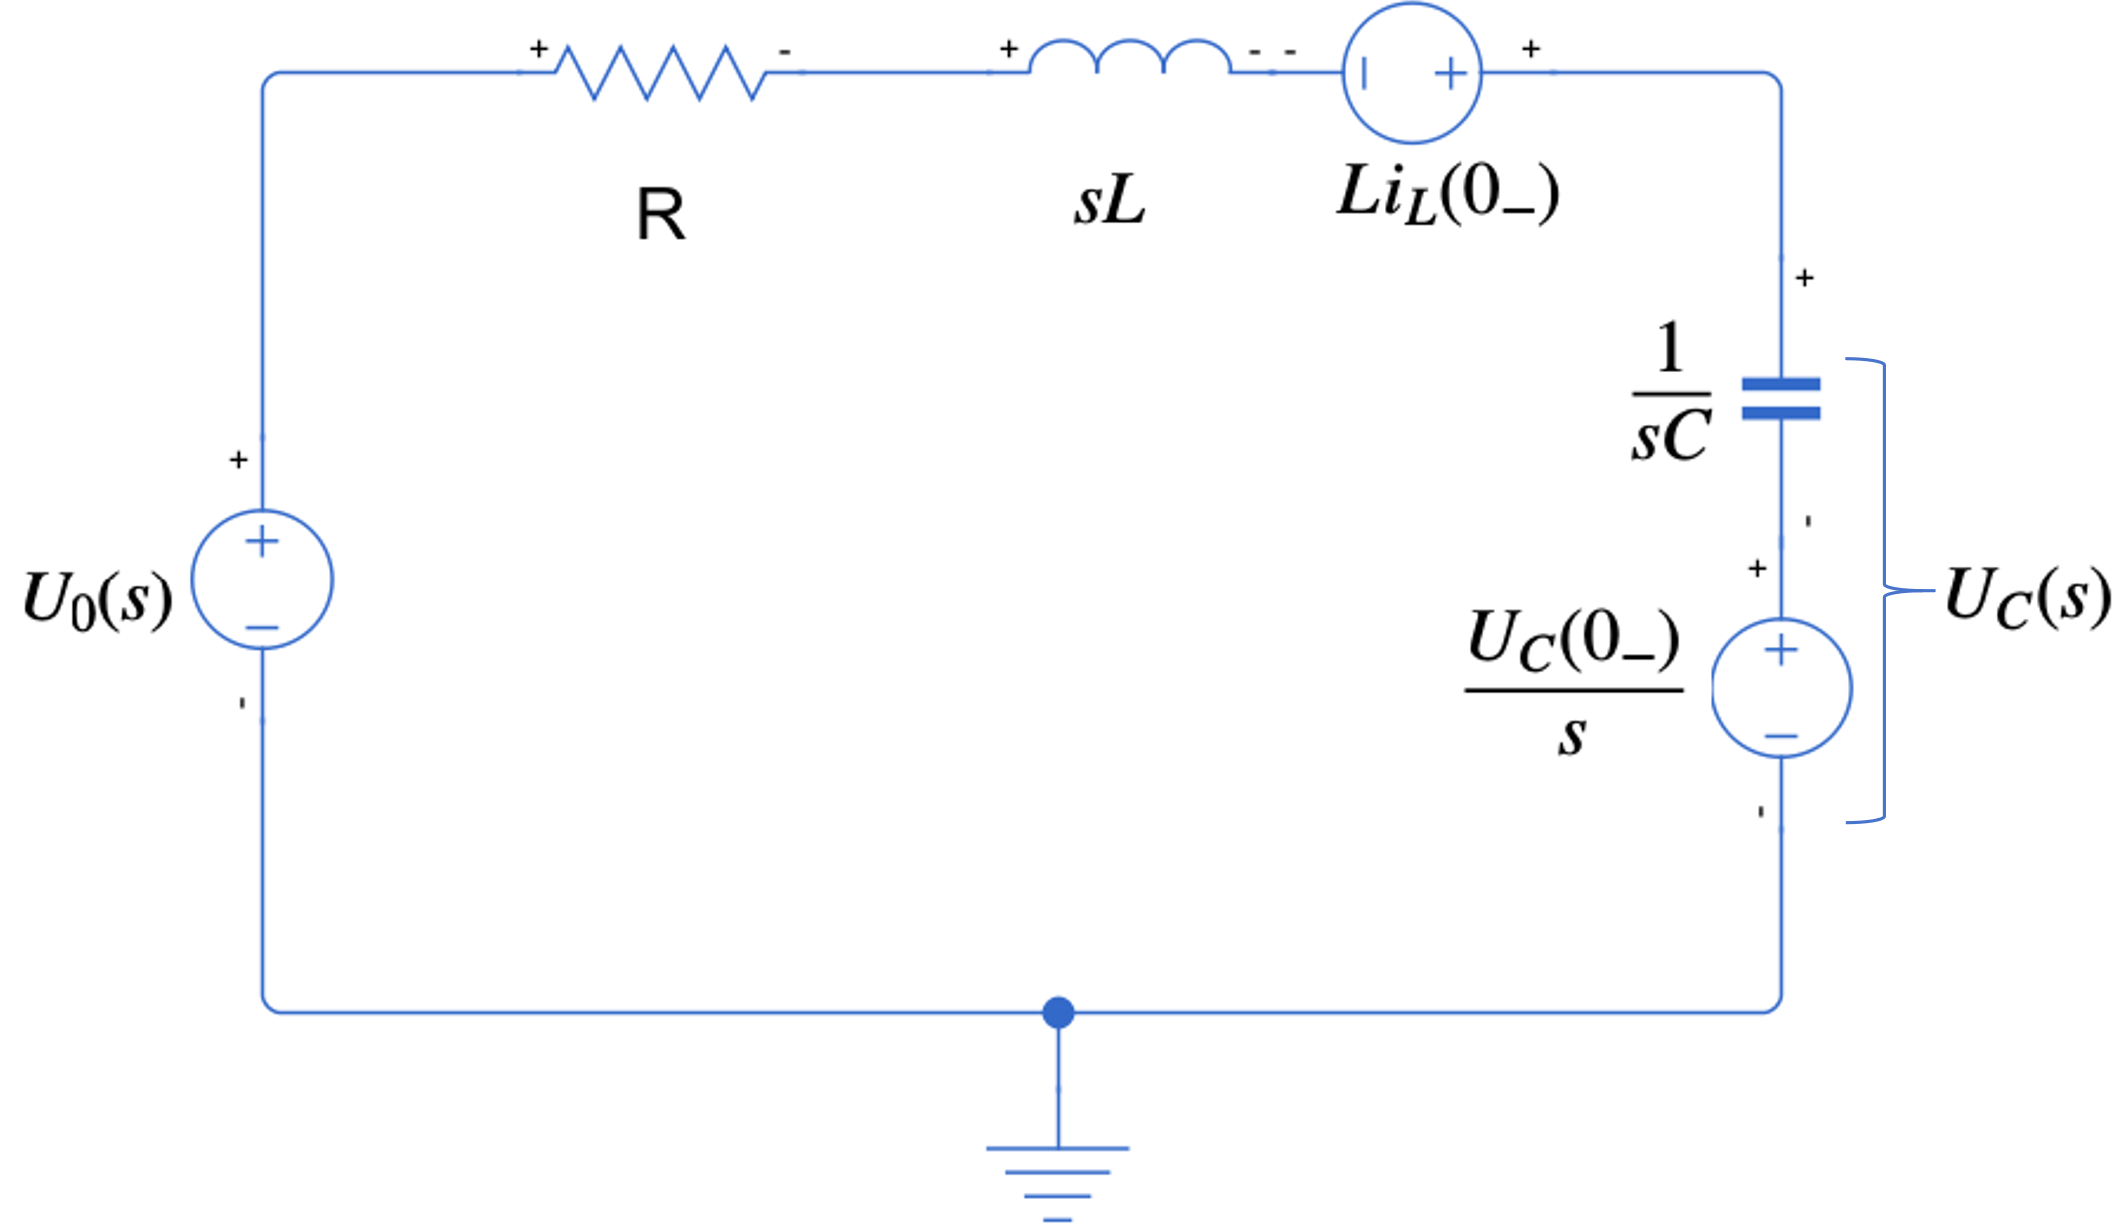 + - + - - +
R
sL
Li_L(0_−)
+
1/sC
-
+
+
+
−
-
U_0(s)
+
U_C(0_−)/s
+
−
-
U_C(s)